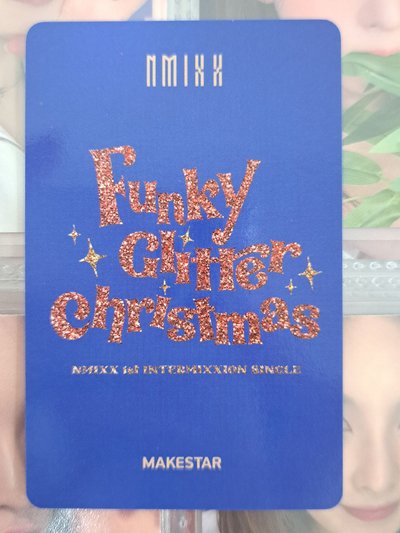 NMIXX
Funky
Glitter
Christmas
NMIXX 1st INTERMIXXION SINGLE
MAKESTAR